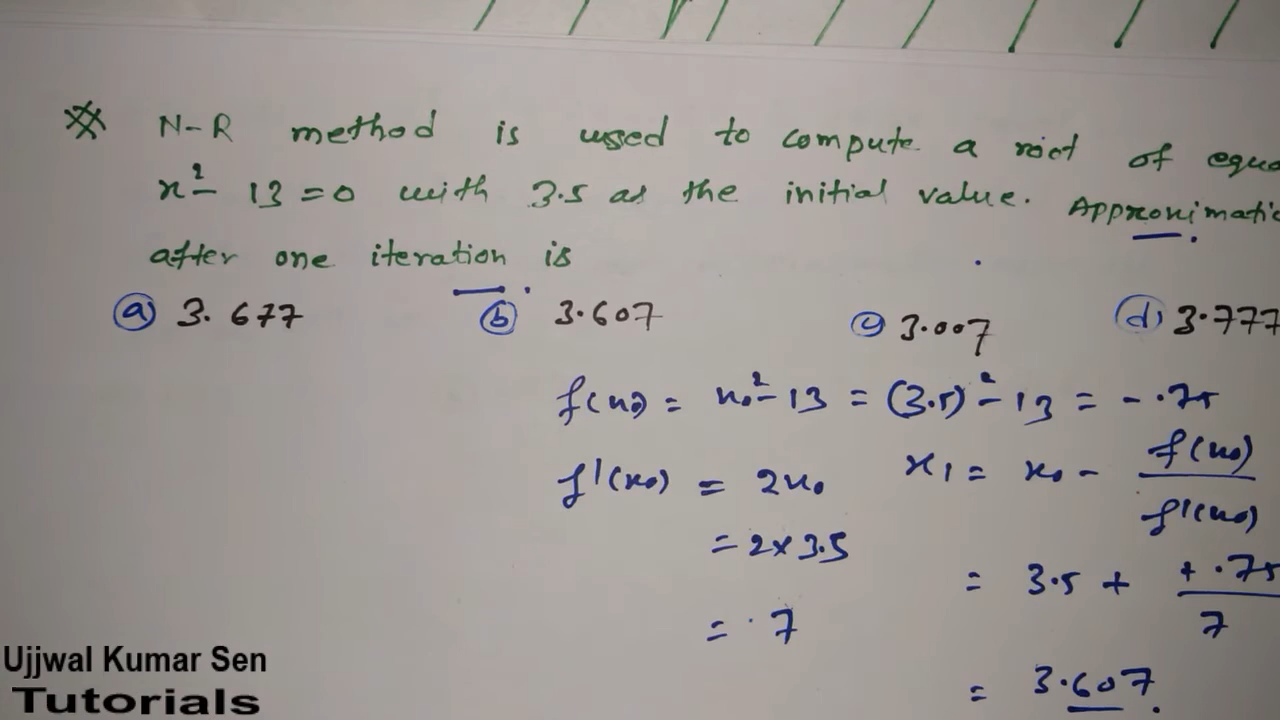 N-R method is used to compute a root of equa
x² - 13 = 0 with 3.5 as the initial value. Approximatio
after one iteration is
(a) 3.677 (b) 3.607 (c) 3.007 (d) 3.777
f(x₀) = x₀² - 13 = (3.5)² - 13 = - .75
f'(x₀) = 2x₀ x₁ = x₀ - f(x₀) / f'(x₀)
= 2 × 3.5
= 3.5 + + .75 / 7
= 7
= 3.607.
Ujjwal Kumar Sen
Tutorials